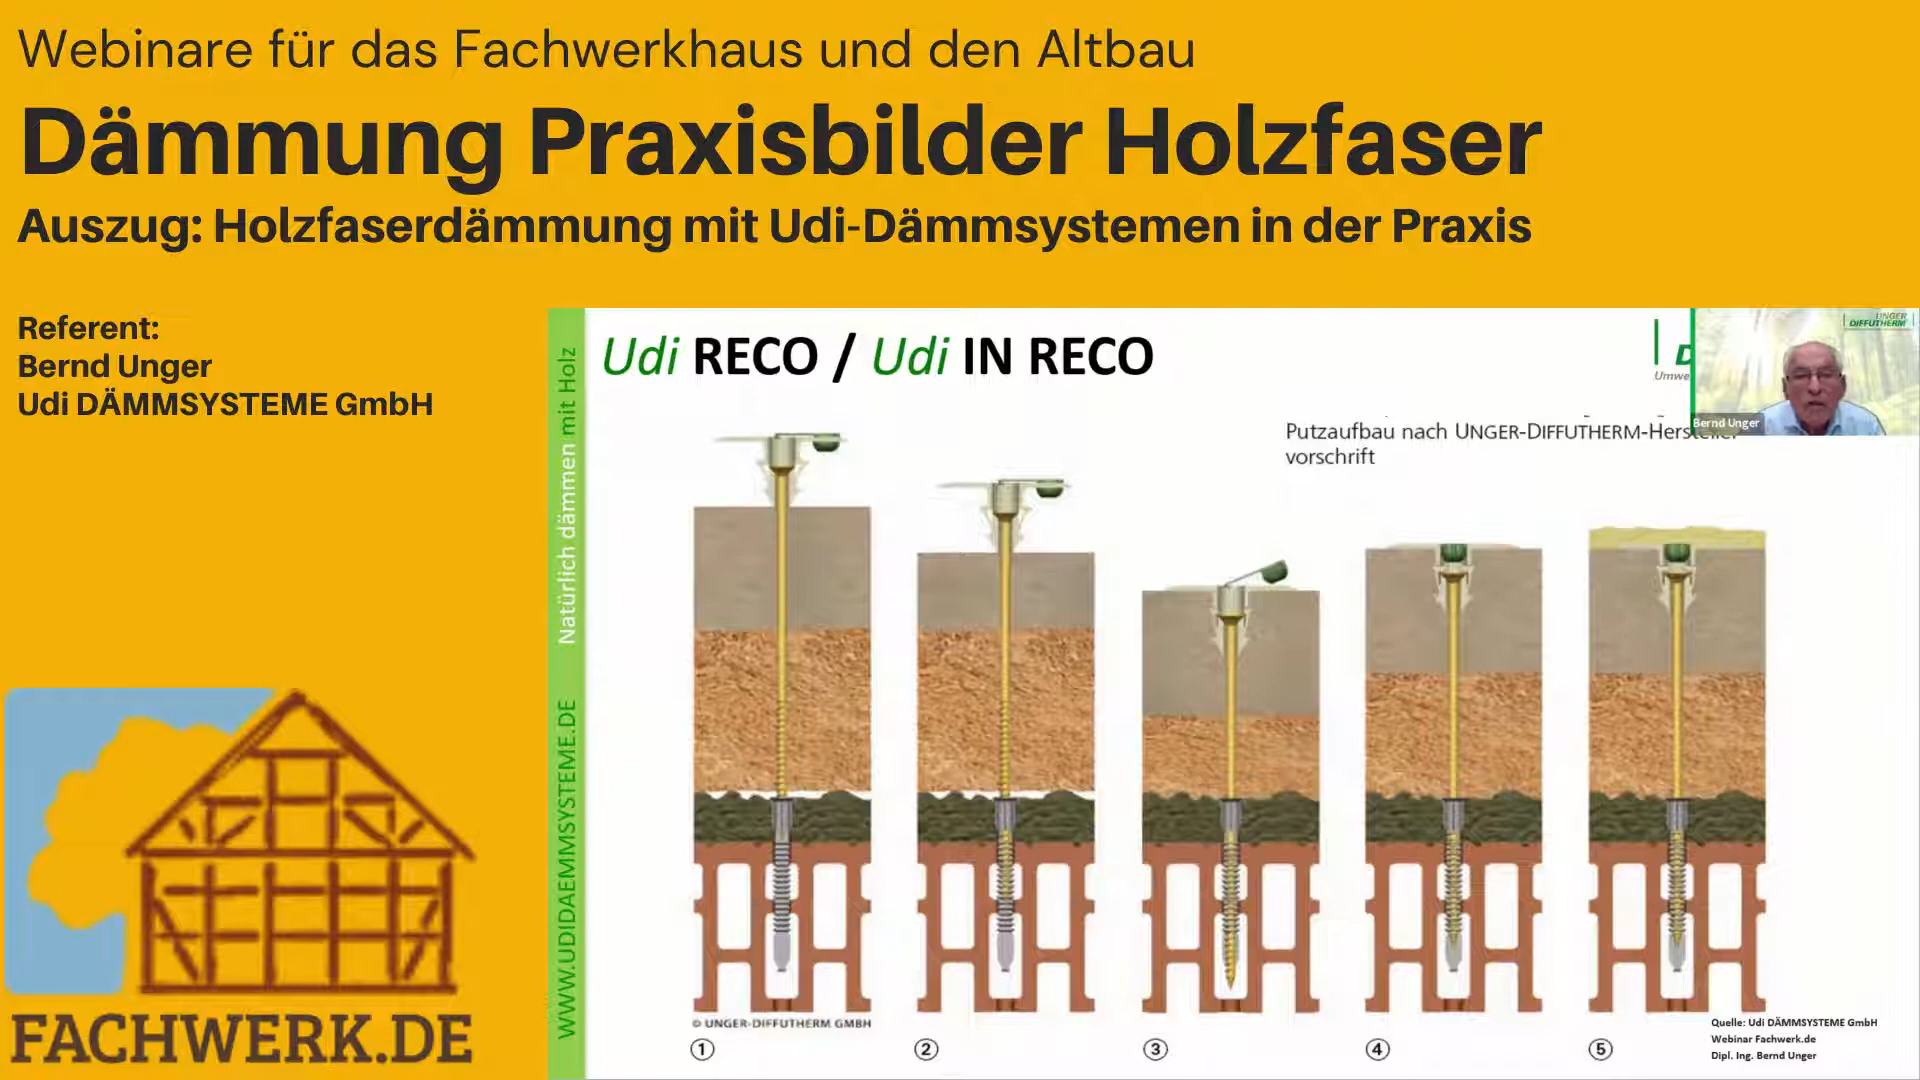 Webinare für das Fachwerkhaus und den Altbau
Dämmung Praxisbilder Holzfaser
Auszug: Holzfaserdämmung mit Udi-Dämmsystemen in der Praxis
Referent:
Bernd Unger
Udi DÄMMSYSTEME GmbH
FACHWERK.DE
WWW.UDIDAEMMSYSTEME.DE Natürlich dämmen mit Holz
Udi RECO / Udi IN RECO
D
Umwe
UNGER
DIFFUTHERM
Bernd Unger
Putzaufbau nach UNGER-DIFFUTHERM-Hersteller
vorschrift
© UNGER-DIFFUTHERM GMBH
1 2 3 4 5
Quelle: Udi DÄMMSYSTEME GmbH
Webinar Fachwerk.de
Dipl. Ing. Bernd Unger